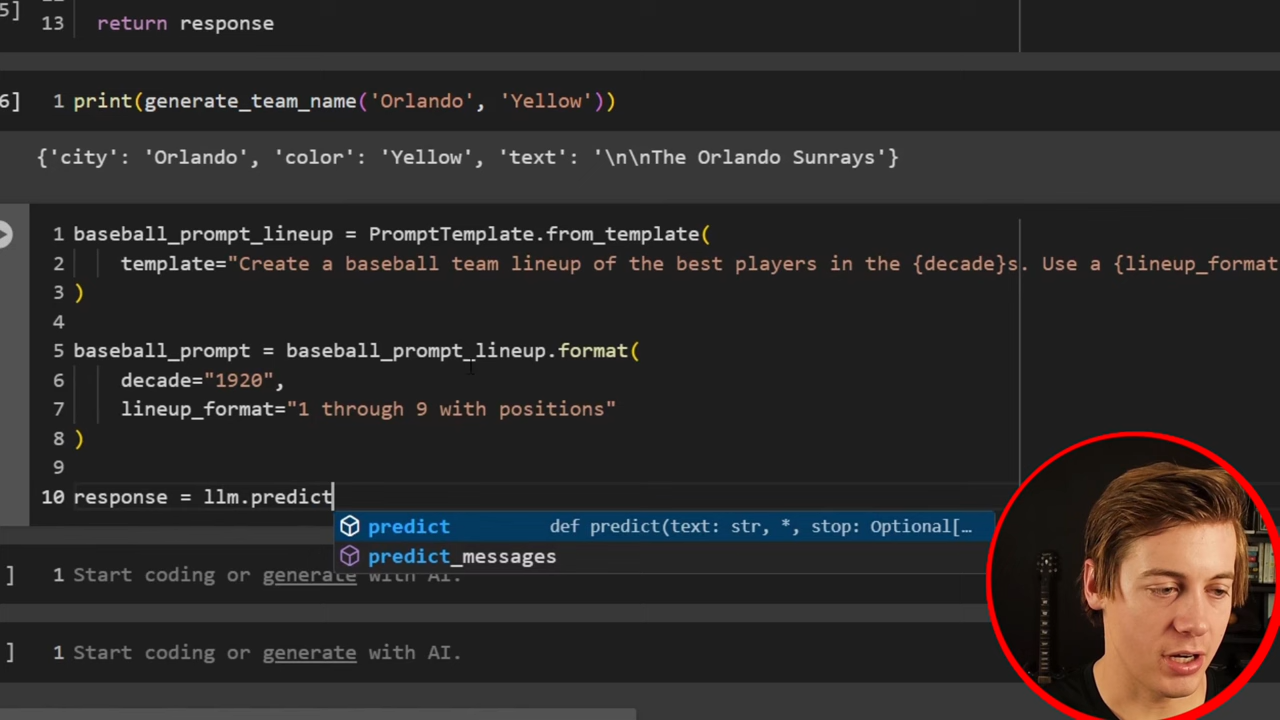 5]
13 return response
6] 1 print(generate_team_name('Orlando', 'Yellow'))
{'city': 'Orlando', 'color': 'Yellow', 'text': '\n\nThe Orlando Sunrays'}
1 baseball_prompt_lineup = PromptTemplate.from_template(
2 template="Create a baseball team lineup of the best players in the {decade}s. Use a {lineup_format
3 )
4
5 baseball_prompt = baseball_prompt_lineup.format(
6 decade="1920",
7 lineup_format="1 through 9 with positions"
8 )
9
10 response = llm.predict
predict def predict(text: str, *, stop: Optional[…
predict_messages
] 1 Start coding or generate with AI.
] 1 Start coding or generate with AI.